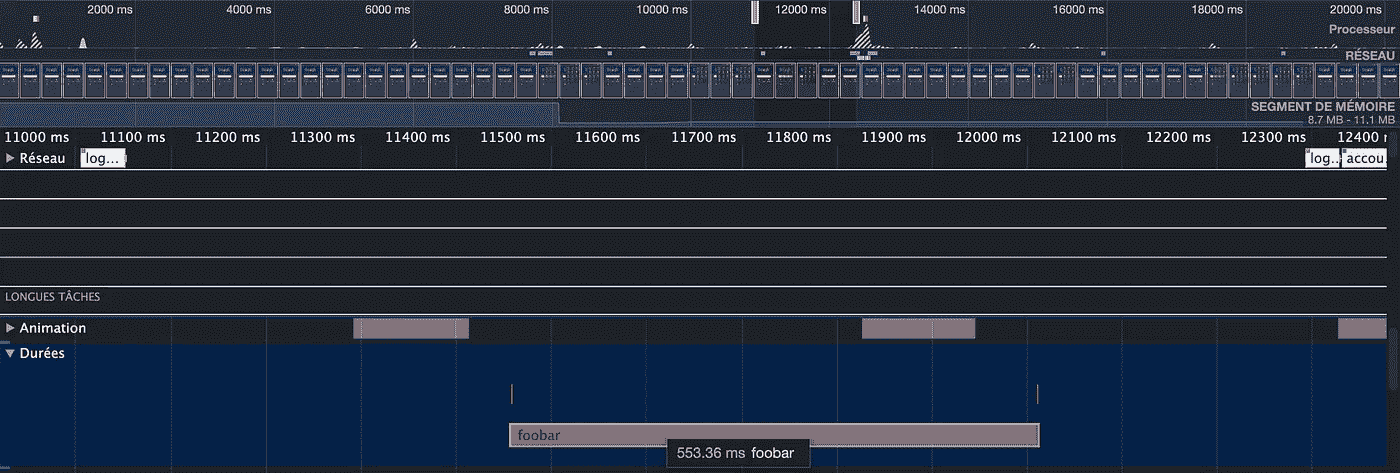 2000 ms 4000 ms 6000 ms 8000 ms 10000 ms 12000 ms 14000 ms 16000 ms 18000 ms 20000 ms
Processeur
RÉSEAU
SEGMENT DE MÉMOIRE
8.7 MB - 11.1 MB
11000 ms 11100 ms 11200 ms 11300 ms 11400 ms 11500 ms 11600 ms 11700 ms 11800 ms 11900 ms 12000 ms 12100 ms 12200 ms 12300 ms 12400
Réseau log... log.. accou
LONGUES TÂCHES
Animation
Durées
foobar
553.36 ms foobar